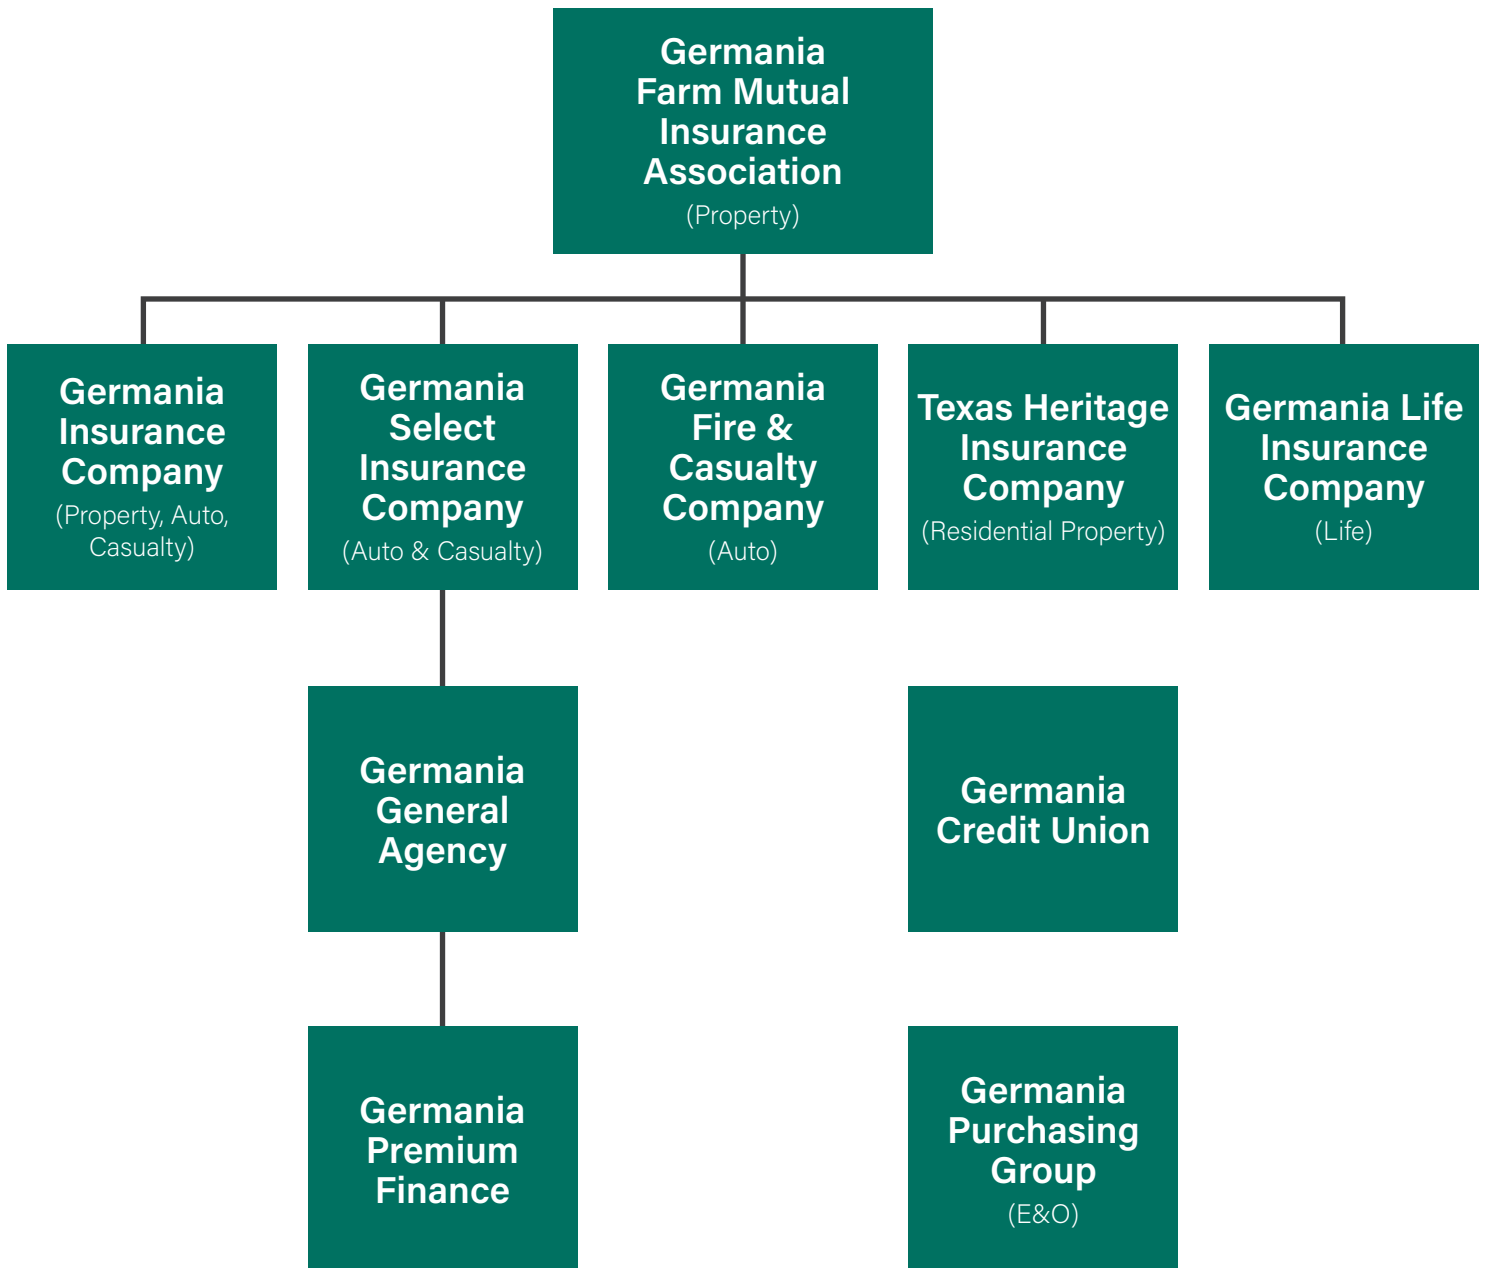 Germania
Farm Mutual
Insurance
Association
(Property)
Germania
Insurance
Company
(Property, Auto,
Casualty)
Germania
Select
Insurance
Company
(Auto & Casualty)
Germania
Fire &
Casualty
Company
(Auto)
Texas Heritage
Insurance
Company
(Residential Property)
Germania Life
Insurance
Company
(Life)
Germania
General
Agency
Germania
Credit Union
Germania
Premium
Finance
Germania
Purchasing
Group
(E&O)